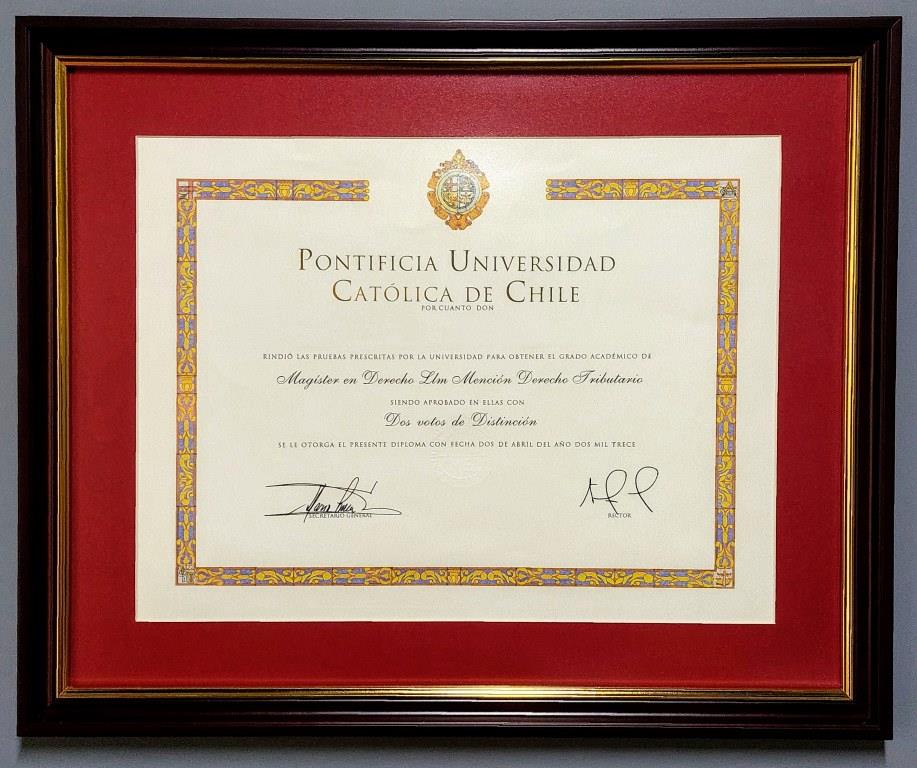 PONTIFICIA UNIVERSIDAD
CATÓLICA DE CHILE
POR CUANTO DON
RINDIÓ LAS PRUEBAS PRESCRITAS POR LA UNIVERSIDAD PARA OBTENER EL GRADO ACADÉMICO DE
Magíster en Derecho Llm Mención Derecho Tributario
SIENDO APROBADO EN ELLAS CON
Dos votos de Distinción
SE LE OTORGA EL PRESENTE DIPLOMA CON FECHA DOS DE ABRIL DEL AÑO DOS MIL TRECE
SECRETARIO GENERAL
RECTOR